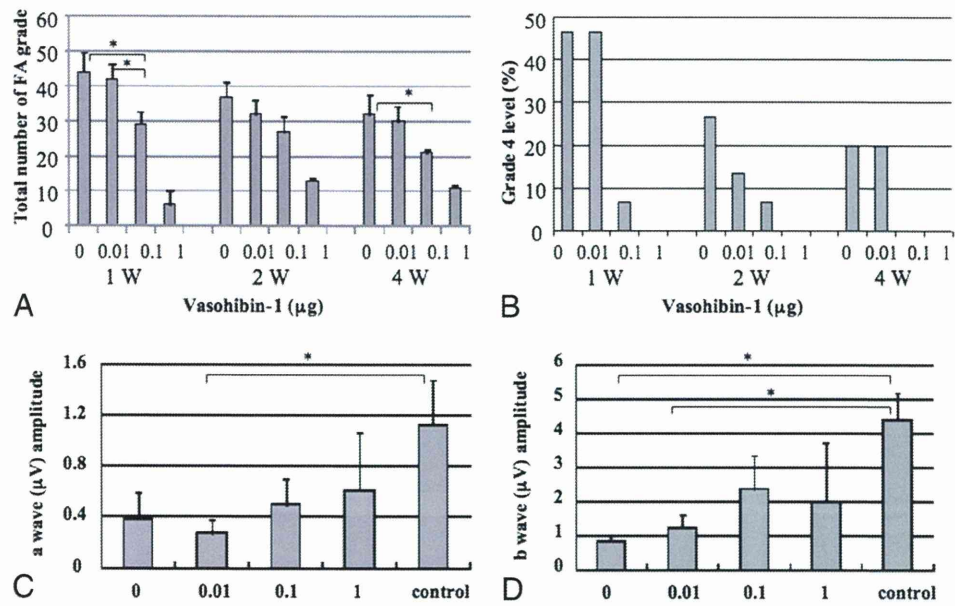 Total number of FA grade
60
50
40
30
20
10
0
*
*
*
0 0.01 0.1 1 0 0.01 0.1 1 0 0.01 0.1 1
1 W 2 W 4 W
A Vasohibin-1 (μg)
Grade 4 level (%)
50
40
30
20
10
0
0 0.01 0.1 1 0 0.01 0.1 1 0 0.01 0.1 1
1 W 2 W 4 W
B Vasohibin-1 (μg)
a wave (μV) amplitude
1.6
1.2
0.8
0.4
0
*
C 0 0.01 0.1 1 control
b wave (μV) amplitude
6
5
4
3
2
1
0
*
*
D 0 0.01 0.1 1 control